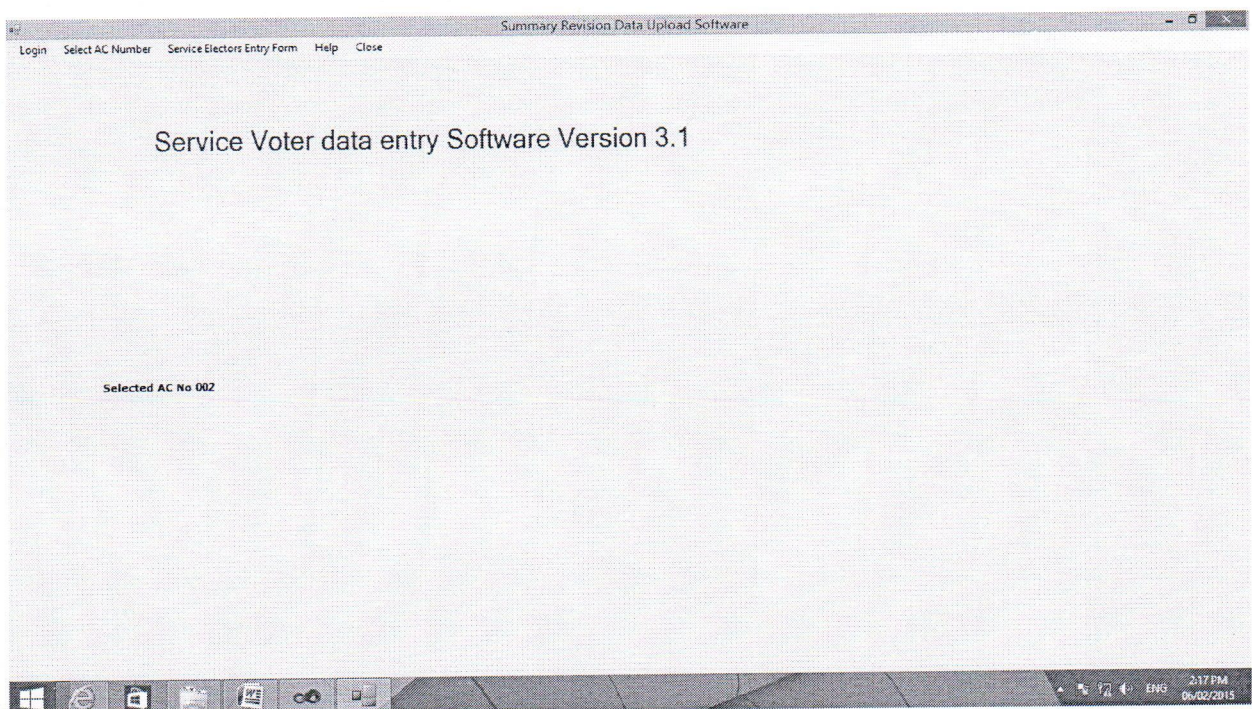 Summary Revision Data Upload Software
Login Select AC Number Service Electors Entry Form Help Close
Service Voter data entry Software Version 3.1
Selected AC No 002
ENG
2:17 PM
06/02/2015